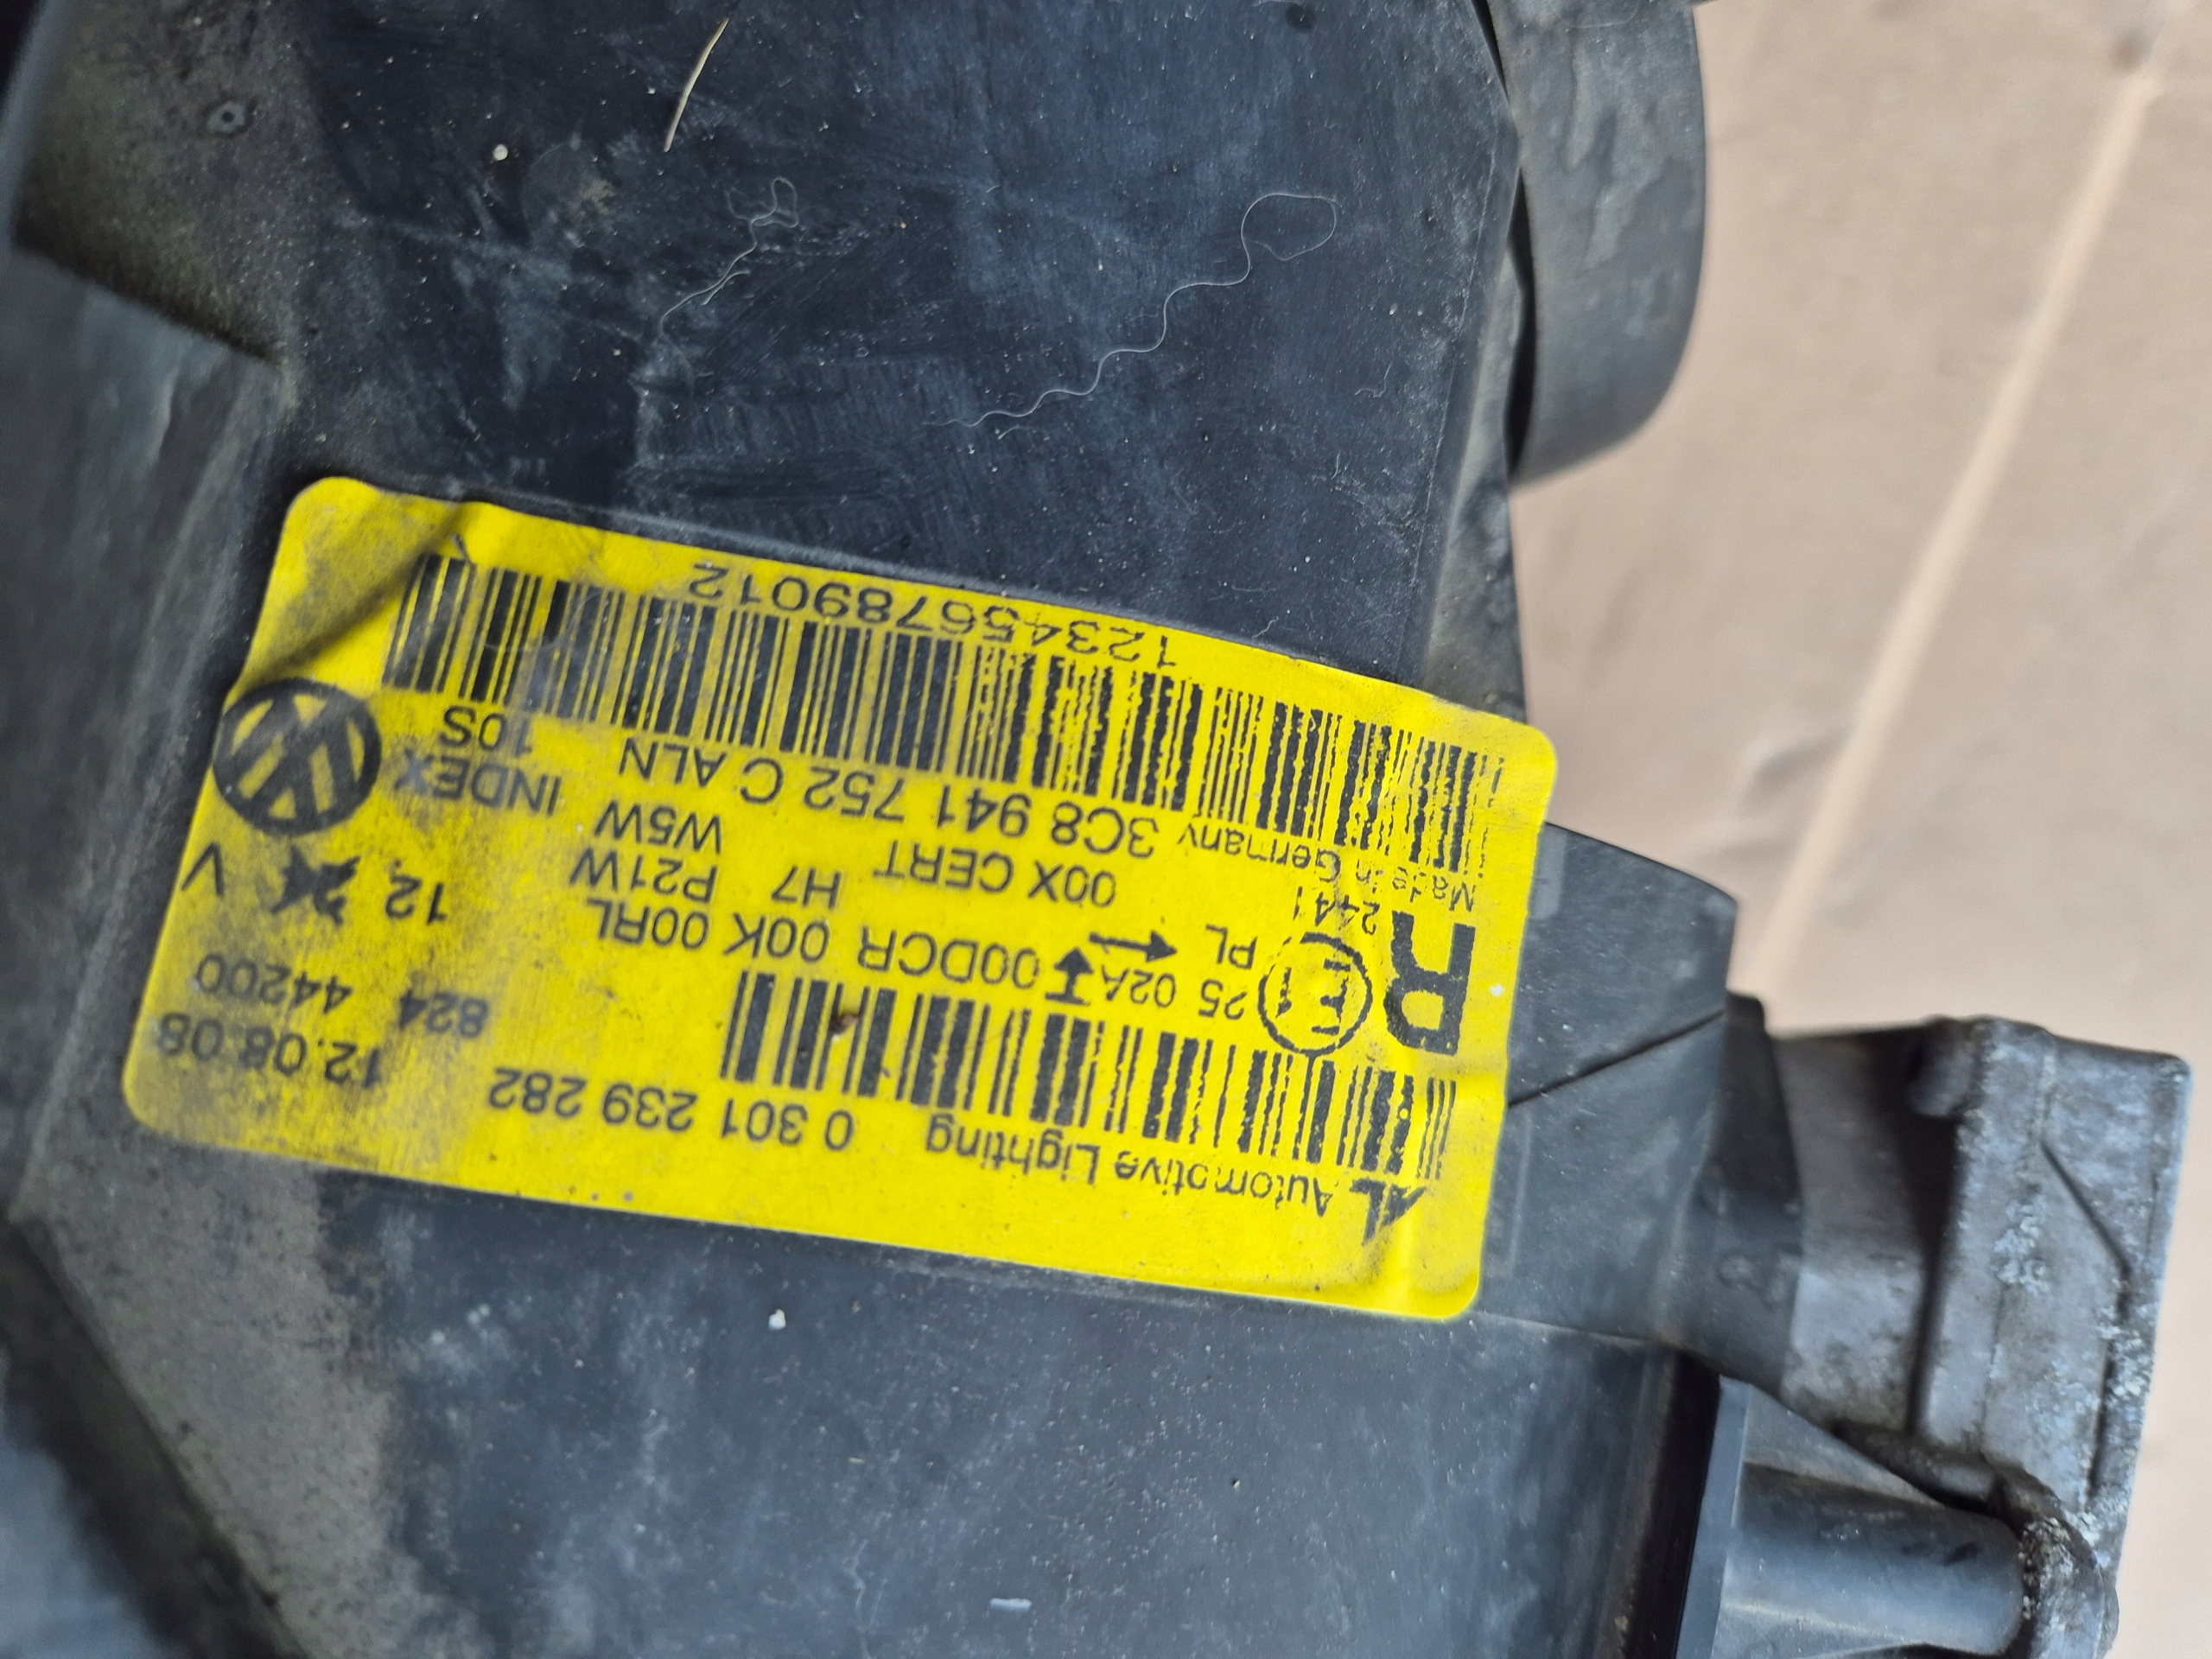 AL Automotive Lighting 0 301 239 282 12.08.08
824 44200
R E1 25 02A 00DCR 00K 00RL
PL
2441 00X CERT H7 P21W W5W 12 V
Made in Germany 3C8 941 752 C ALN INDEX 10S
123456789012